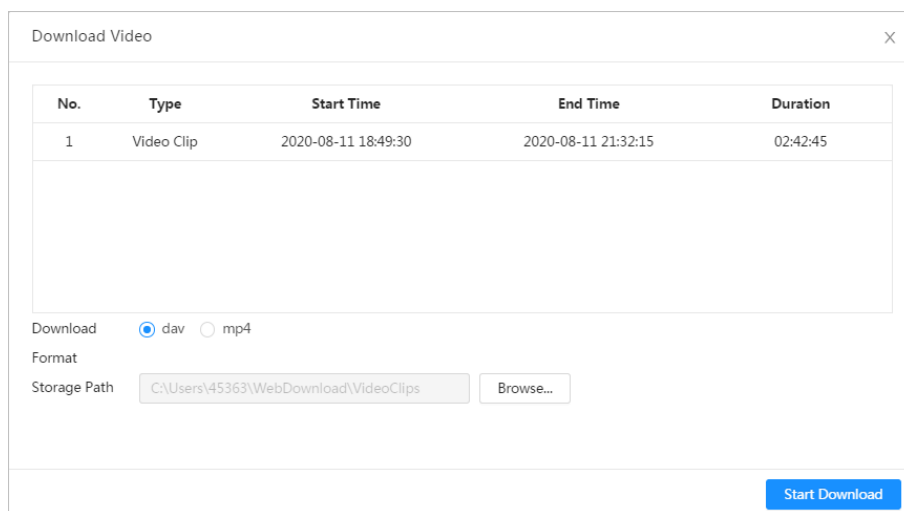 Download Video X
No. Type Start Time End Time Duration
1 Video Clip 2020-08-11 18:49:30 2020-08-11 21:32:15 02:42:45
Download dav mp4
Format
Storage Path C:\Users\45363\WebDownload\VideoClips Browse...
Start Download